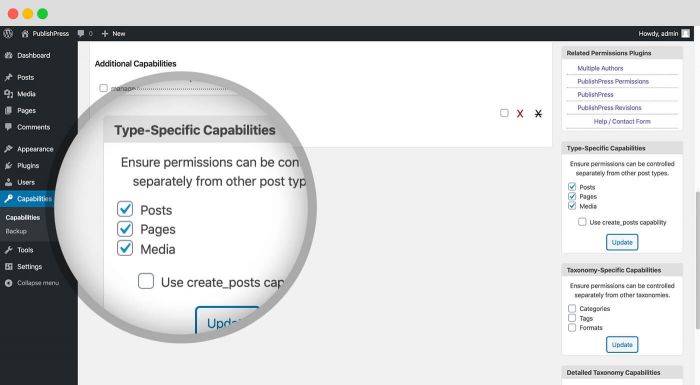 PublishPress 0 + New
Howdy, admin
Dashboard
Posts
Media
Pages
Comments
Appearance
Plugins
Users
Capabilities
Capabilities
Backup
Tools
Settings
Collapse menu
Additional Capabilities
manage
X X
Type-Specific Capabilities
Ensure permissions can be con
separately from other post typ
Posts
Pages
Media
Use create_posts cap
Upd
Related Permissions Plugins
Multiple Authors
PublishPress Permissions
PublishPress
PublishPress Revisions
Help / Contact Form
Type-Specific Capabilities
Ensure permissions can be controlled
separately from other post types.
Posts
Pages
Media
Use create_posts capability
Update
Taxonomy-Specific Capabilities
Ensure permissions can be controlled
separately from other taxonomies.
Categories
Tags
Formats
Update
Detailed Taxonomy Capabilities